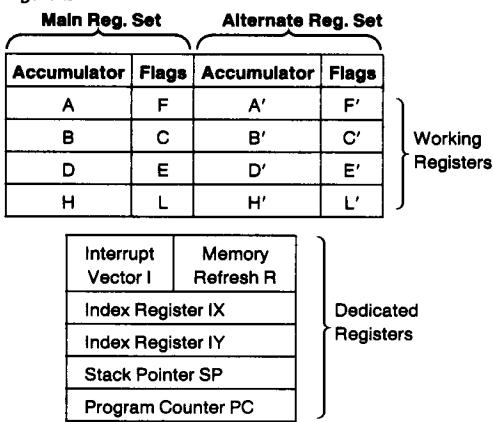 Main Reg. Set Alternate Reg. Set
Accumulator Flags Accumulator Flags
A F A′ F′
B C B′ C′
D E D′ E′
H L H′ L′
Working
Registers
Interrupt
Vector I
Memory
Refresh R
Index Register IX
Index Register IY
Stack Pointer SP
Program Counter PC
Dedicated
Registers